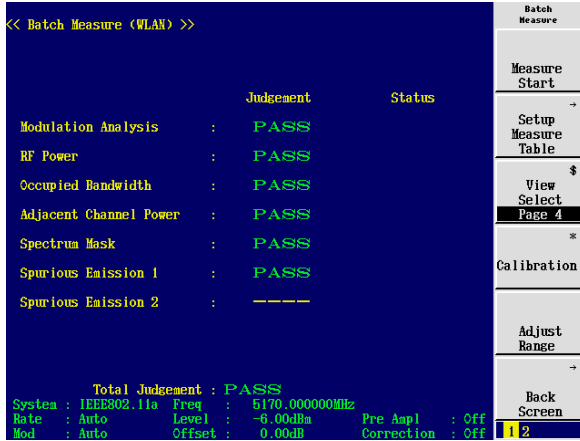 << Batch Measure (WLAN) >>
Judgement Status
Modulation Analysis : PASS
RF Power : PASS
Occupied Bandwidth : PASS
Adjacent Channel Power : PASS
Spectrum Mask : PASS
Spurious Emission 1 : PASS
Spurious Emission 2 : ----
Total Judgement : PASS
System : IEEE802.11a Freq : 5170.000000MHz
Rate : Auto Level : -6.00dBm Pre Ampl : Off
Mod : Auto Offset : 0.00dB Correction : Off
Batch
Measure
Measure
Start
→
Setup
Measure
Table
$
View
Select
Page 4
*
Calibration
Adjust
Range
→
Back
Screen
1 2